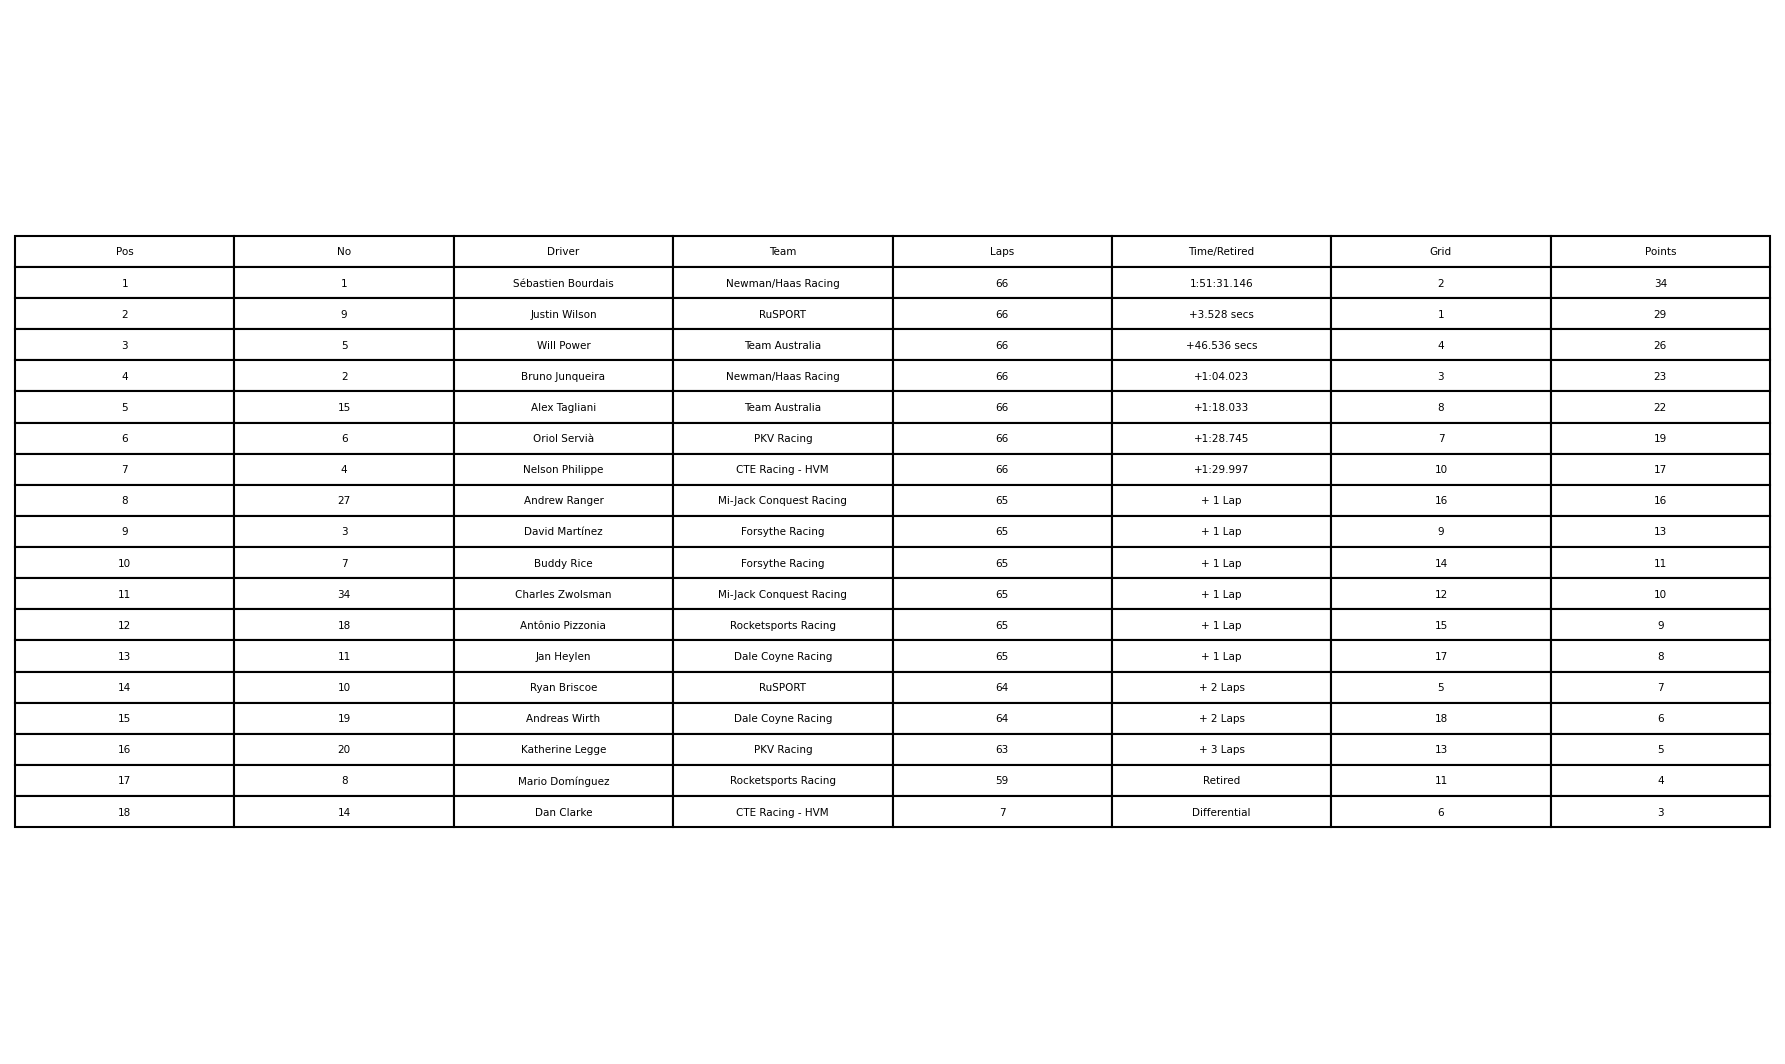 Pos No Driver Team Laps Time/Retired Grid Points
1 1 Sébastien Bourdais Newman/Haas Racing 66 1:51:31.146 2 34
2 9 Justin Wilson RuSPORT 66 +3.528 secs 1 29
3 5 Will Power Team Australia 66 +46.536 secs 4 26
4 2 Bruno Junqueira Newman/Haas Racing 66 +1:04.023 3 23
5 15 Alex Tagliani Team Australia 66 +1:18.033 8 22
6 6 Oriol Servià PKV Racing 66 +1:28.745 7 19
7 4 Nelson Philippe CTE Racing - HVM 66 +1:29.997 10 17
8 27 Andrew Ranger Mi-Jack Conquest Racing 65 + 1 Lap 16 16
9 3 David Martínez Forsythe Racing 65 + 1 Lap 9 13
10 7 Buddy Rice Forsythe Racing 65 + 1 Lap 14 11
11 34 Charles Zwolsman Mi-Jack Conquest Racing 65 + 1 Lap 12 10
12 18 Antônio Pizzonia Rocketsports Racing 65 + 1 Lap 15 9
13 11 Jan Heylen Dale Coyne Racing 65 + 1 Lap 17 8
14 10 Ryan Briscoe RuSPORT 64 + 2 Laps 5 7
15 19 Andreas Wirth Dale Coyne Racing 64 + 2 Laps 18 6
16 20 Katherine Legge PKV Racing 63 + 3 Laps 13 5
17 8 Mario Domínguez Rocketsports Racing 59 Retired 11 4
18 14 Dan Clarke CTE Racing - HVM 7 Differential 6 3